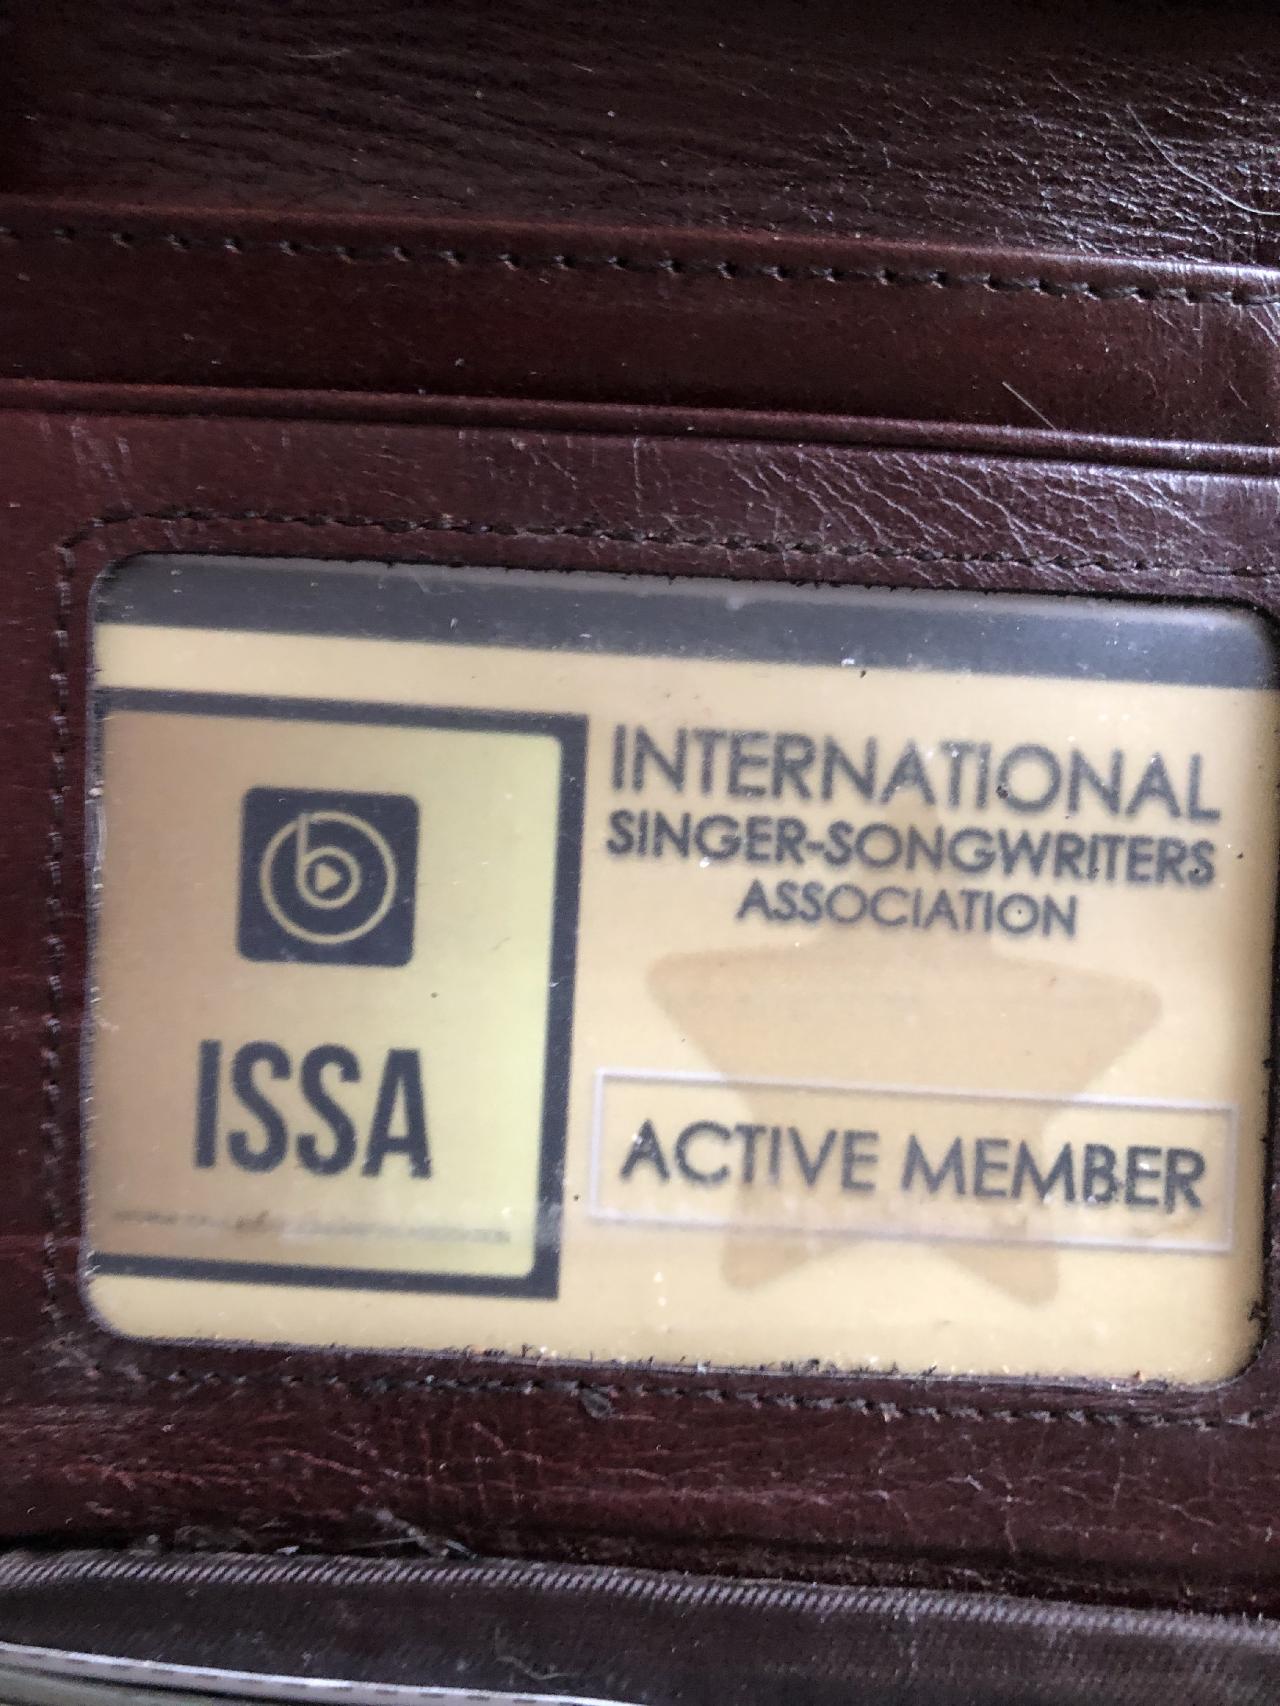 INTERNATIONAL
SINGER-SONGWRITERS
ASSOCIATION
ISSA
ACTIVE MEMBER